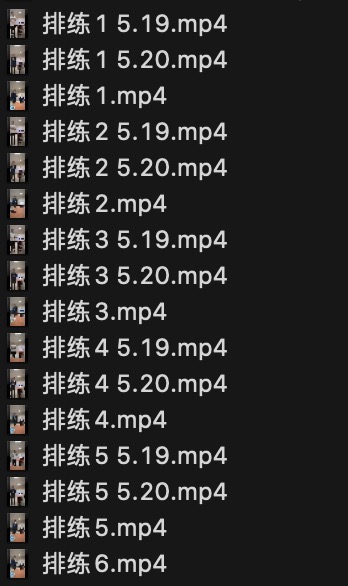 排练 1 5.19.mp4
排练 1 5.20.mp4
排练 1.mp4
排练 2 5.19.mp4
排练 2 5.20.mp4
排练 2.mp4
排练 3 5.19.mp4
排练 3 5.20.mp4
排练 3.mp4
排练 4 5.19.mp4
排练 4 5.20.mp4
排练 4.mp4
排练 5 5.19.mp4
排练 5 5.20.mp4
排练 5.mp4
排练 6.mp4